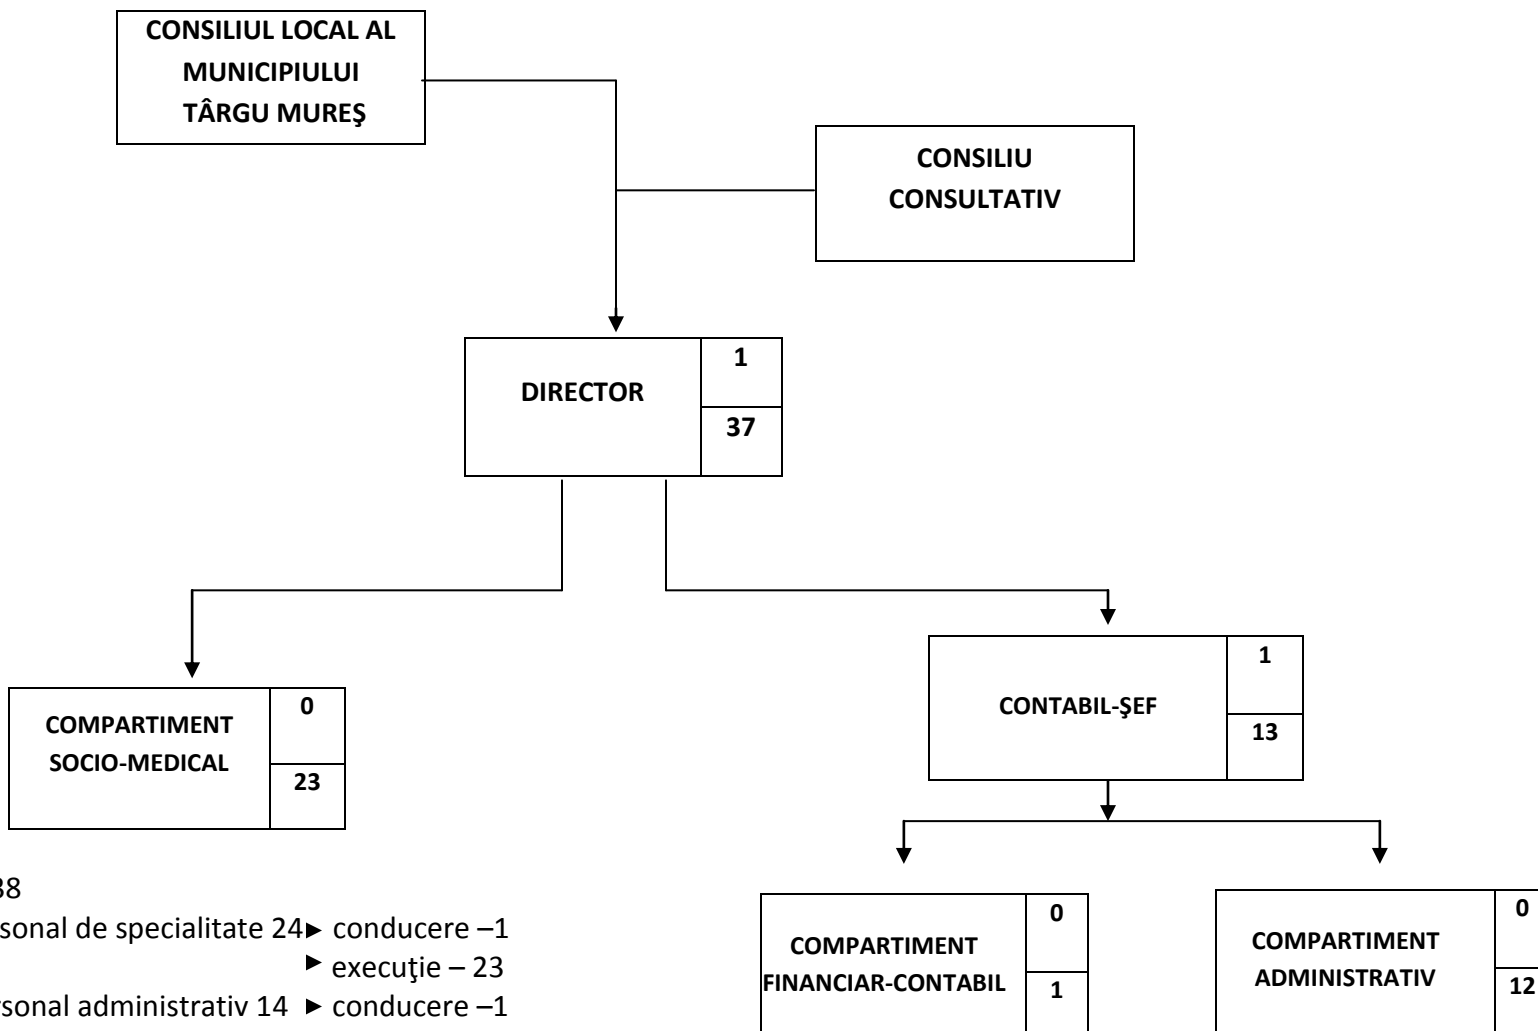 CONSILIUL LOCAL AL
MUNICIPIULUI
TÂRGU MUREŞ
CONSILIU
CONSULTATIV
DIRECTOR
1
37
COMPARTIMENT
SOCIO-MEDICAL
0
23
CONTABIL-ŞEF
1
13
COMPARTIMENT
FINANCIAR-CONTABIL
0
1
COMPARTIMENT
ADMINISTRATIV
0
12
38
sonal de specialitate 24► conducere –1
► execuţie – 23
rsonal administrativ 14 ► conducere –1